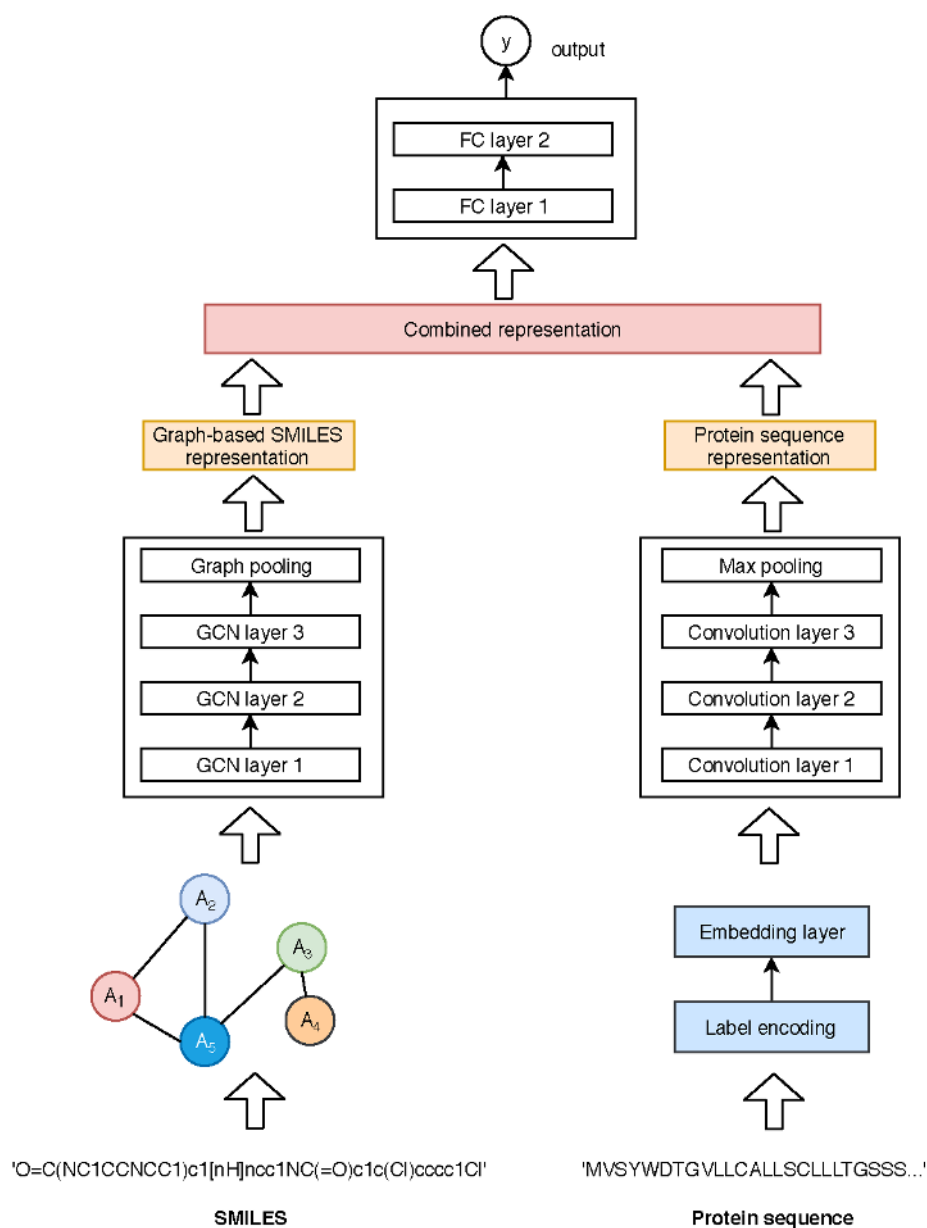 y
output
FC layer 2
FC layer 1
Combined representation
Graph-based SMILES
representation
Protein sequence
representation
Graph pooling
GCN layer 3
GCN layer 2
GCN layer 1
Max pooling
Convolution layer 3
Convolution layer 2
Convolution layer 1
A₂
A₃
A₁
A₄
A₅
Embedding layer
Label encoding
'O=C(NC1CCNCC1)c1[nH]ncc1NC(=O)c1c(Cl)cccc1Cl'
'MVSYWDTGVLLCALLSCLLLTGSSS...'
SMILES
Protein sequence